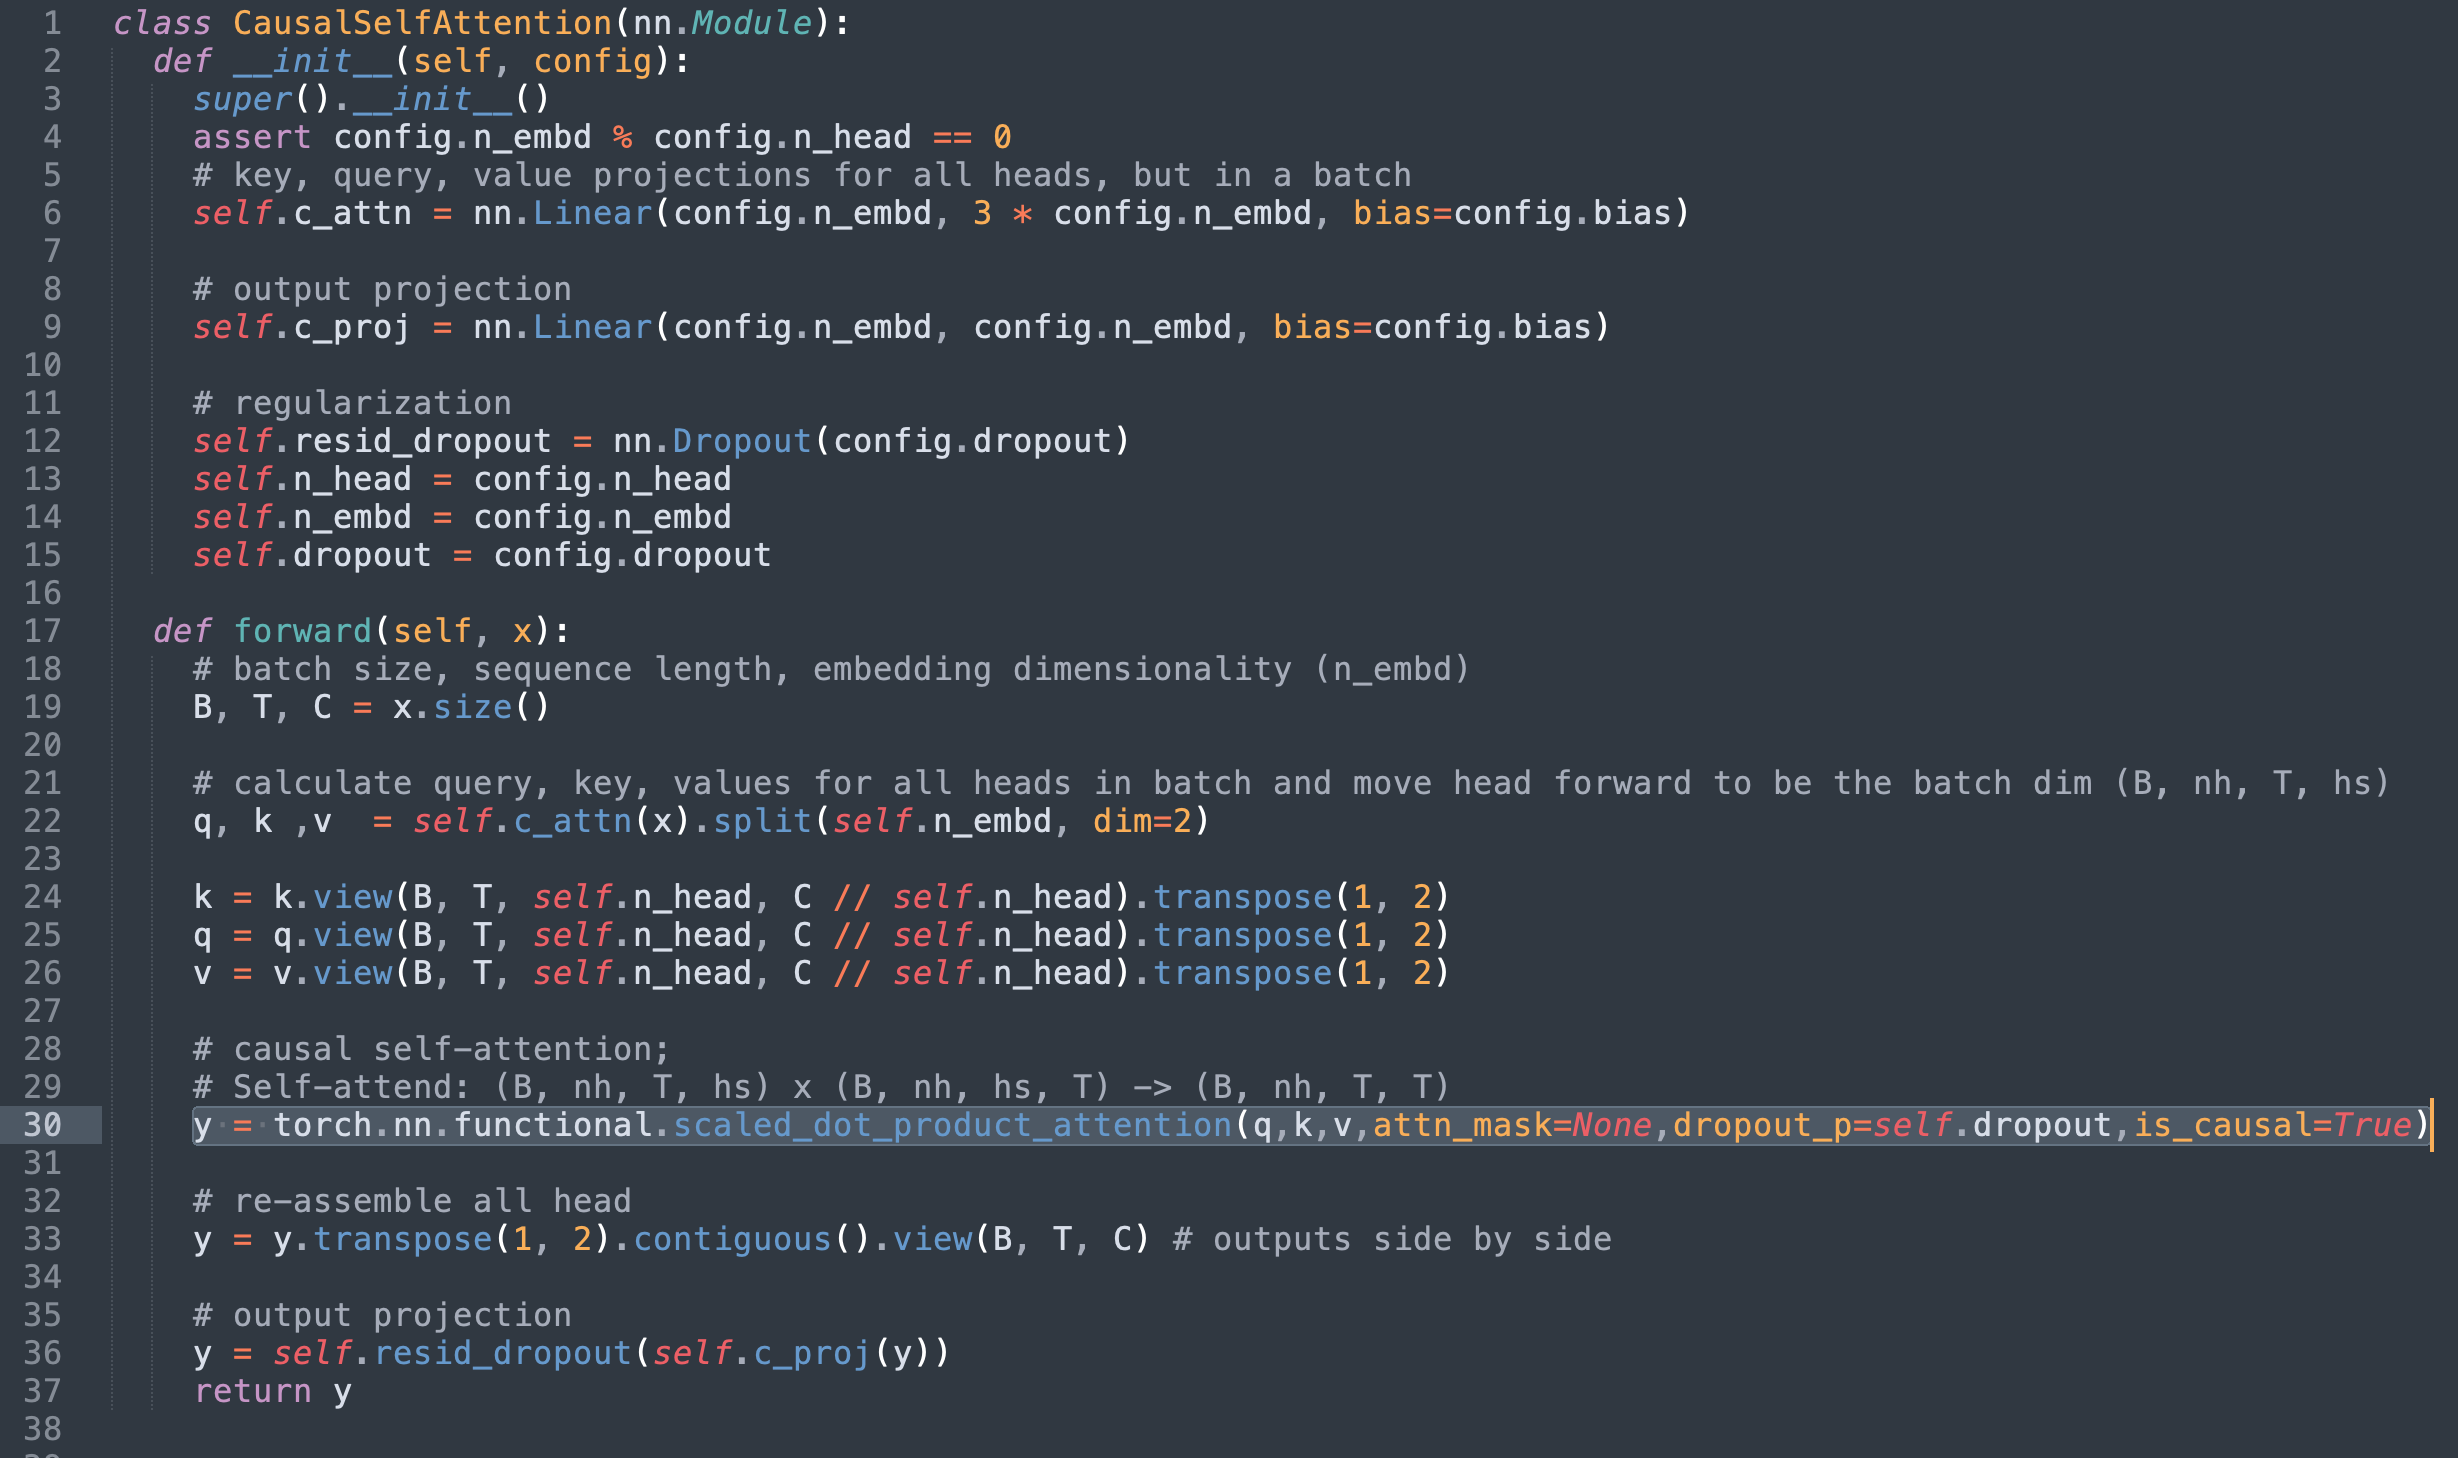 1 class CausalSelfAttention(nn.Module):
2 def __init__(self, config):
3 super().__init__()
4 assert config.n_embd % config.n_head == 0
5 # key, query, value projections for all heads, but in a batch
6 self.c_attn = nn.Linear(config.n_embd, 3 * config.n_embd, bias=config.bias)
7
8 # output projection
9 self.c_proj = nn.Linear(config.n_embd, config.n_embd, bias=config.bias)
10
11 # regularization
12 self.resid_dropout = nn.Dropout(config.dropout)
13 self.n_head = config.n_head
14 self.n_embd = config.n_embd
15 self.dropout = config.dropout
16
17 def forward(self, x):
18 # batch size, sequence length, embedding dimensionality (n_embd)
19 B, T, C = x.size()
20
21 # calculate query, key, values for all heads in batch and move head forward to be the batch dim (B, nh, T, hs)
22 q, k ,v  = self.c_attn(x).split(self.n_embd, dim=2)
23
24 k = k.view(B, T, self.n_head, C // self.n_head).transpose(1, 2)
25 q = q.view(B, T, self.n_head, C // self.n_head).transpose(1, 2)
26 v = v.view(B, T, self.n_head, C // self.n_head).transpose(1, 2)
27
28 # causal self-attention;
29 # Self-attend: (B, nh, T, hs) x (B, nh, hs, T) -> (B, nh, T, T)
30 y = torch.nn.functional.scaled_dot_product_attention(q,k,v,attn_mask=None,dropout_p=self.dropout,is_causal=True)
31
32 # re-assemble all head
33 y = y.transpose(1, 2).contiguous().view(B, T, C) # outputs side by side
34
35 # output projection
36 y = self.resid_dropout(self.c_proj(y))
37 return y
38